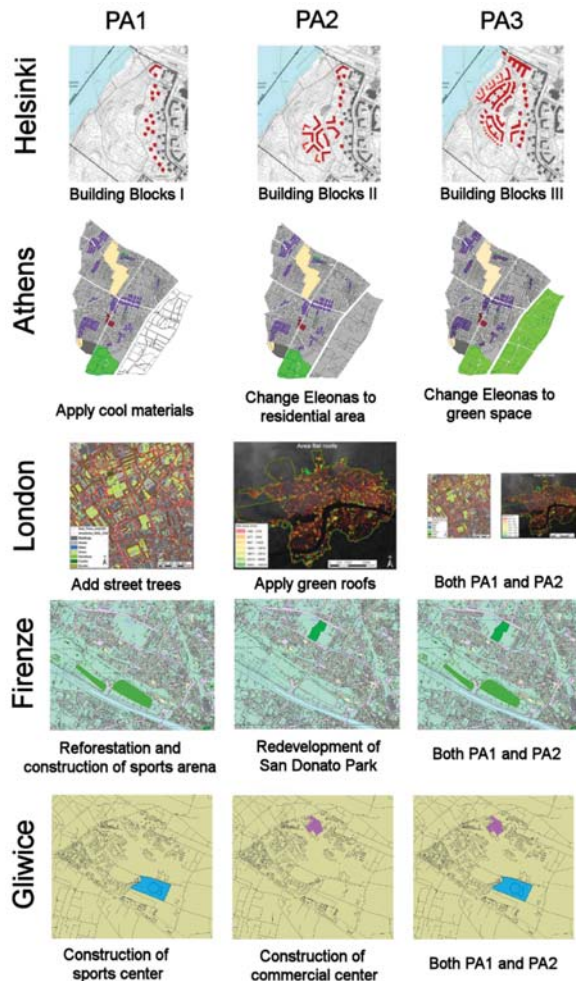 PA1 PA2 PA3
Helsinki
Building Blocks I
Building Blocks II
Building Blocks III
Athens
Apply cool materials
Change Eleonas to
residential area
Change Eleonas to
green space
London
Area flat roofs
Add street trees
Apply green roofs
Both PA1 and PA2
Firenze
Reforestation and
construction of sports arena
Redevelopment of
San Donato Park
Both PA1 and PA2
Gliwice
Construction of
sports center
Construction of
commercial center
Both PA1 and PA2